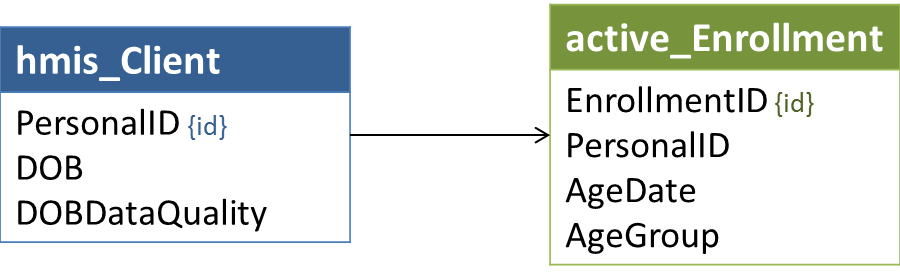 hmis_Client
PersonalID {id}
DOB
DOBDataQuality
active_Enrollment
EnrollmentID {id}
PersonalID
AgeDate
AgeGroup